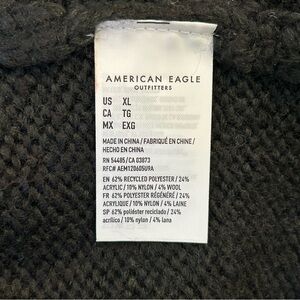 AMERICAN EAGLE
OUTFITTERS
US XL
CA TG
MX EXG
MADE IN CHINA / FABRIQUÉ EN CHINE /
HECHO EN CHINA
RN 54485/CA 03873
RFC# AEM1206050U9A
EN 62% RECYCLED POLYESTER / 24%
ACRYLIC / 10% NYLON / 4% WOOL
FR 62% POLYESTER RÉGÉNÉRÉ / 24%
ACRYLIQUE / 10% NYLON / 4% LAINE
SP 62% poliéster reciclado / 24%
acrílico / 10% nylon / 4% lana